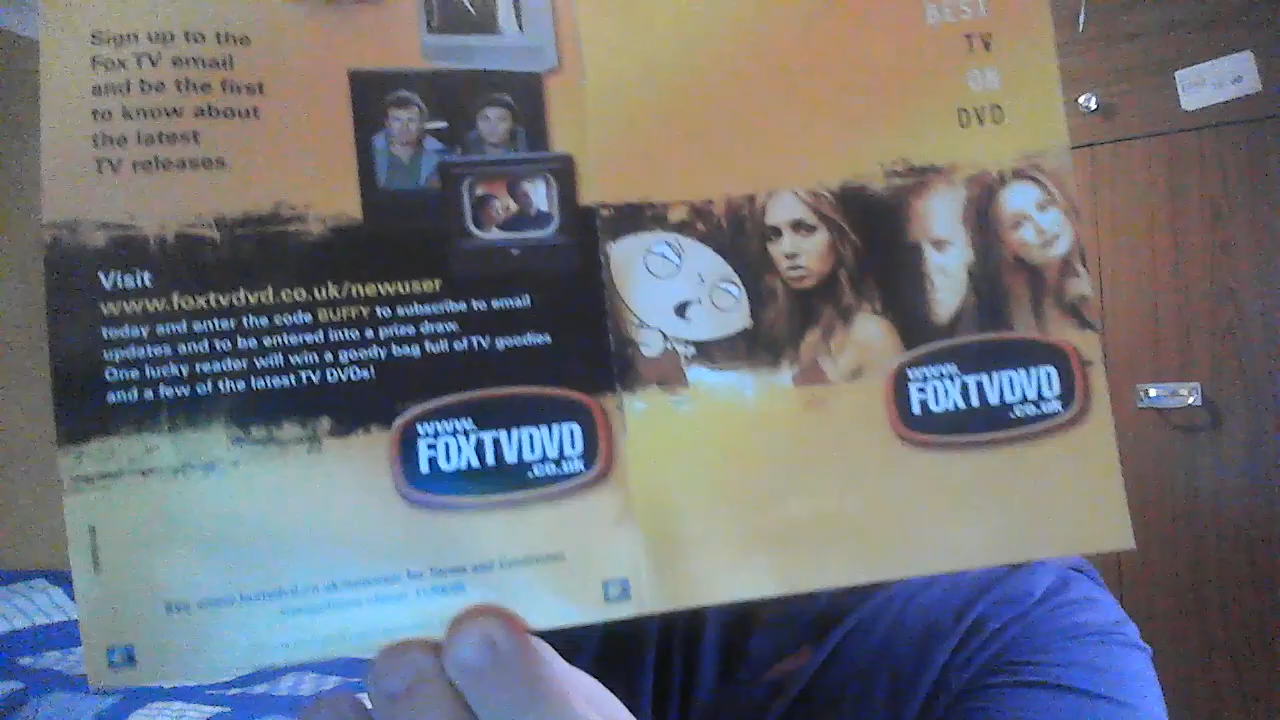 Sign up to the
Fox TV email
and be the first
to know about
the latest
TV releases.
Visit
www.foxtvdvd.co.uk/newuser
today and enter the code BUFFY to subscribe to email
updates and to be entered into a prize draw.
One lucky reader will win a goody bag full of TV goodies
and a few of the latest TV DVDs!
www.
FOXTVDVD
.co.uk
BEST
TV
ON
DVD
www.
FOXTVDVD
.co.uk